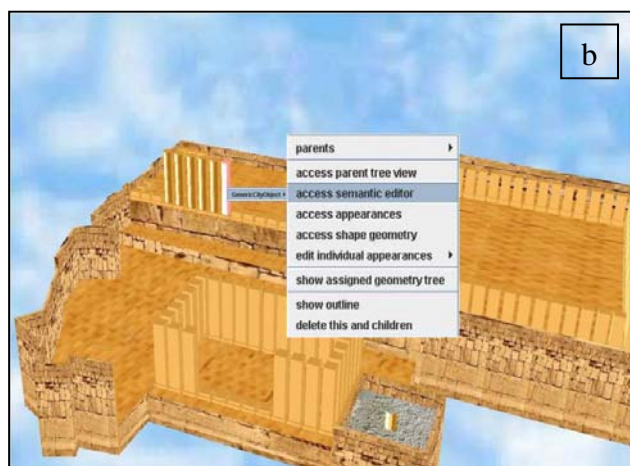 b
parents
access parent tree view
GenericCityObject
access semantic editor
access appearances
access shape geometry
edit individual appearances
show assigned geometry tree
show outline
delete this and children